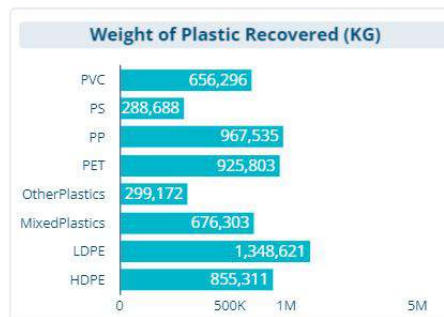 Weight of Plastic Recovered (KG)
PVC 656,296
PS 288,688
PP 967,535
PET 925,803
OtherPlastics 299,172
MixedPlastics 676,303
LDPE 1,348,621
HDPE 855,311
0 500K 1M 5M